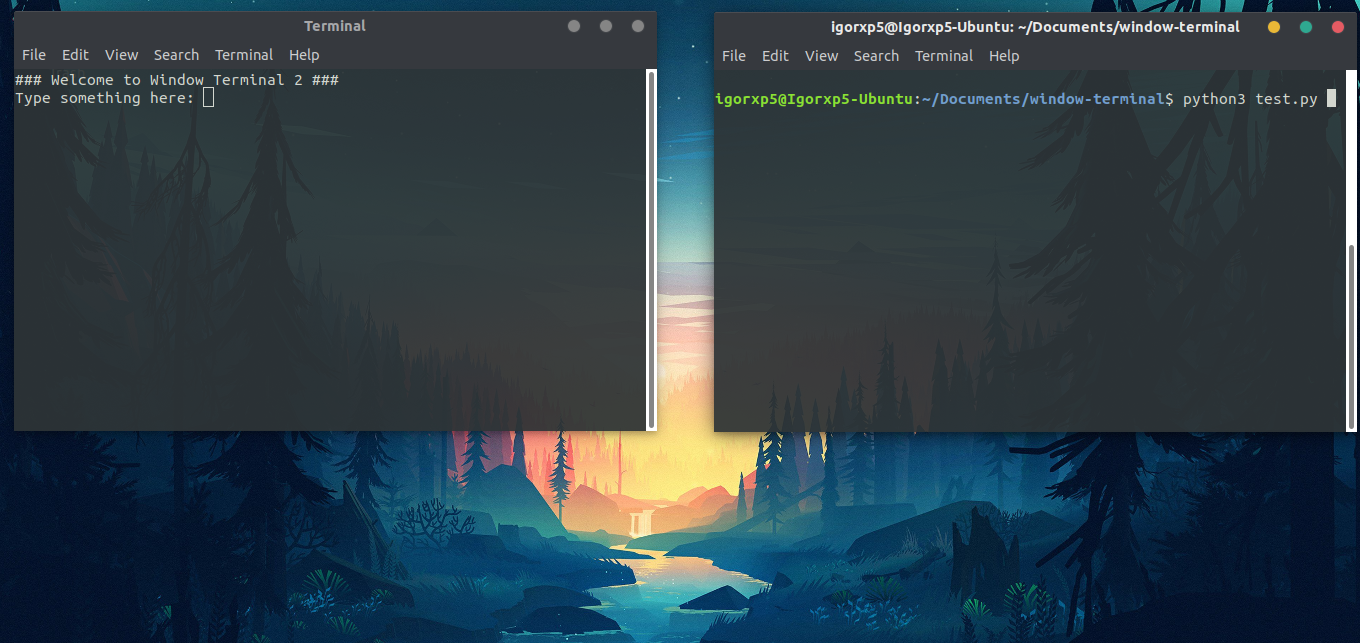 Terminal
File Edit View Search Terminal Help
### Welcome to Window Terminal 2 ###
Type something here:
igorxp5@Igorxp5-Ubuntu: ~/Documents/window-terminal
File Edit View Search Terminal Help
igorxp5@Igorxp5-Ubuntu:~/Documents/window-terminal$ python3 test.py